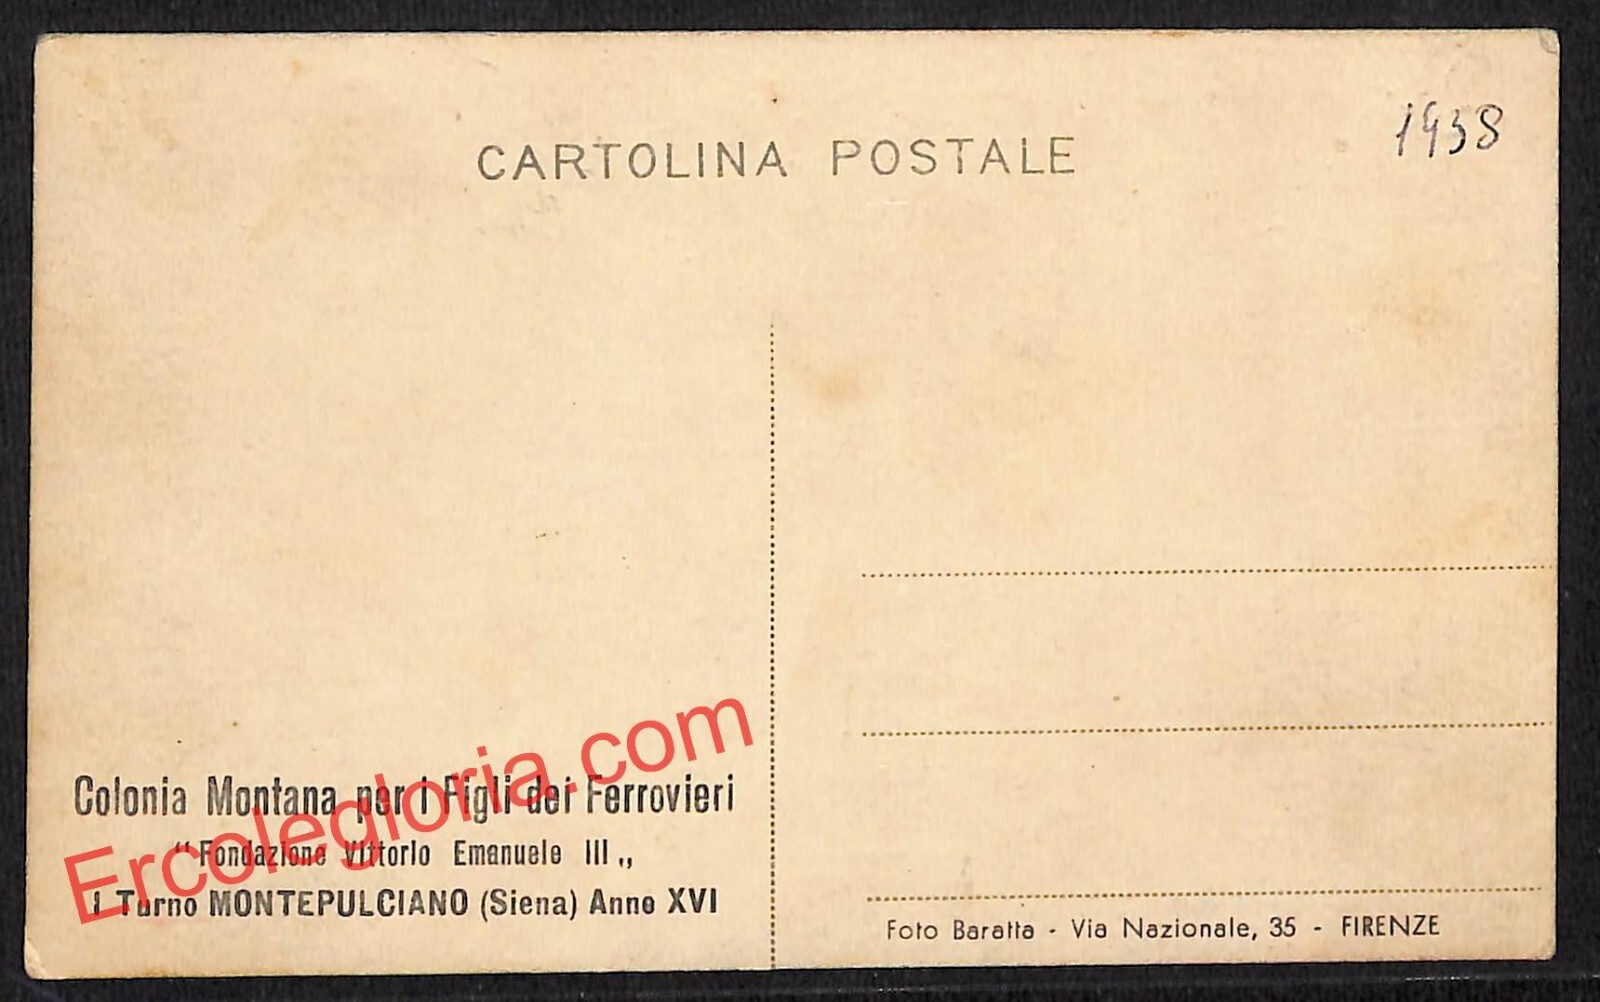 CARTOLINA POSTALE
1938
Colonia Montana per i Figli dei Ferrovieri
“Fondazione Vittorio Emanuele III„
I Turno MONTEPULCIANO (Siena) Anno XVI
Foto Baratta - Via Nazionale, 35 - FIRENZE
Ercolegloria.com